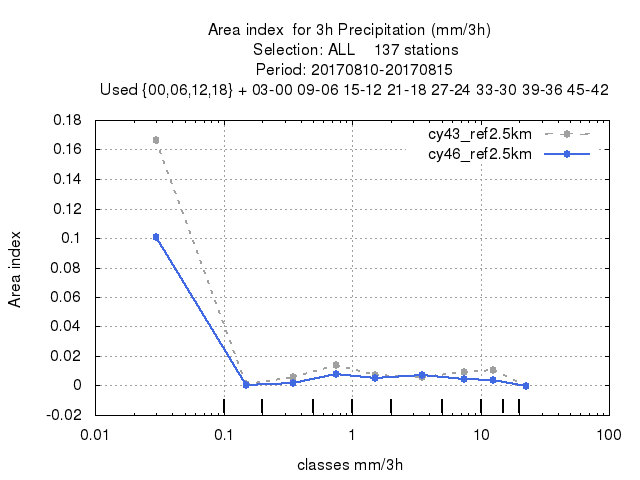 Area index  for 3h Precipitation (mm/3h)
Selection: ALL    137 stations
Period: 20170810-20170815
Used {00,06,12,18} + 03-00 09-06 15-12 21-18 27-24 33-30 39-36 45-42
cy43_ref2.5km
cy46_ref2.5km
0.18
0.16
0.14
0.12
0.1
0.08
0.06
0.04
0.02
0
-0.02
Area index
0.01 0.1 1 10 100
classes mm/3h